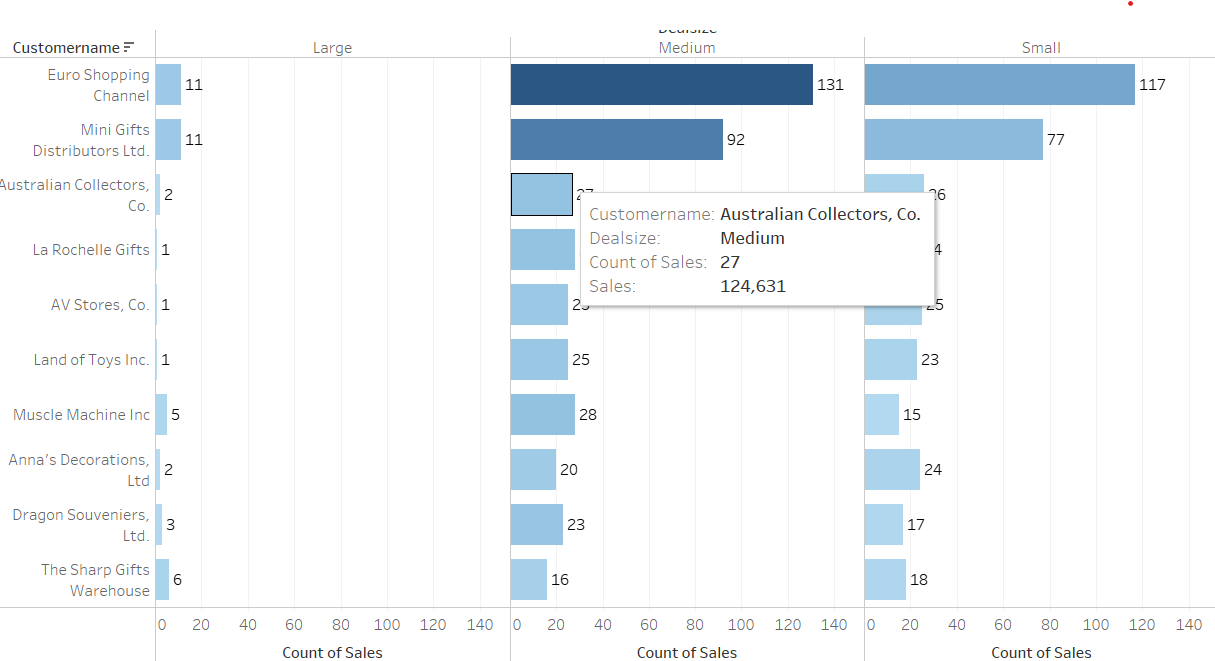 Dealsize
Customername Large Medium Small
Euro Shopping
Channel
11 131 117
Mini Gifts
Distributors Ltd.
11 92 77
Australian Collectors,
Co.
2 27 26
Customername: Australian Collectors, Co.
Dealsize: Medium
Count of Sales: 27
Sales: 124,631
La Rochelle Gifts 1 4
AV Stores, Co. 1 25 25
Land of Toys Inc. 1 25 23
Muscle Machine Inc 5 28 15
Anna's Decorations,
Ltd
2 20 24
Dragon Souveniers,
Ltd.
3 23 17
The Sharp Gifts
Warehouse
6 16 18
0 20 40 60 80 100 120 140 0 20 40 60 80 100 120 140 0 20 40 60 80 100 120 140
Count of Sales Count of Sales Count of Sales